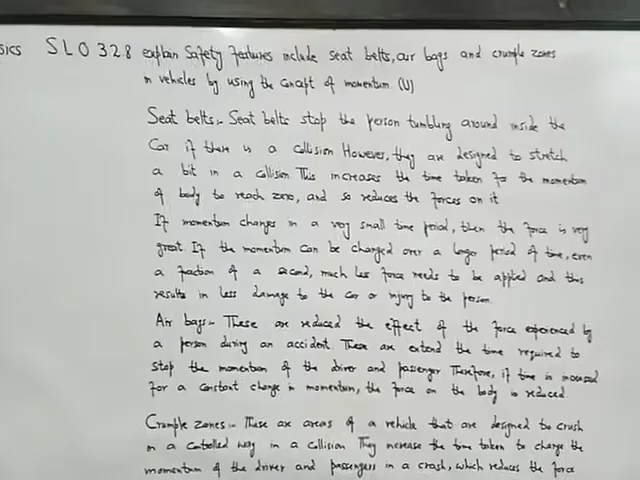 SICS SLO 328 explain Safety features include seat belts, air bags and crumple zones
in vehicles by using the concept of momentum. (U)
Seat belts:- Seat belts stop the person tumbling around inside the
Car if there is a collision However, they are designed to stretch
a bit in a collision. This increases the time taken for the momentum
of body to reach zero, and so reduces the forces on it
If momentum changes in a very small time period, then the force is very
great. If the momentum can be changed over a longer period of time, even
a fraction of a second, much less force needs to be applied and this
results in less damage to the car or injury to the person.
Air bags:- These are reduced the effect of the force experienced by
a person during an accident. These are extend the time required to
stop the momentum of the driver and passenger Therefore, if time is increased
for a constant change in momentum, the force on the body is reduced
Crumple zones:- These are areas of a vehicle that are designed to crush
in a controlled way in a collision. They increase the time taken to change the
momentum of the driver and passengers in a crash, which reduces the force